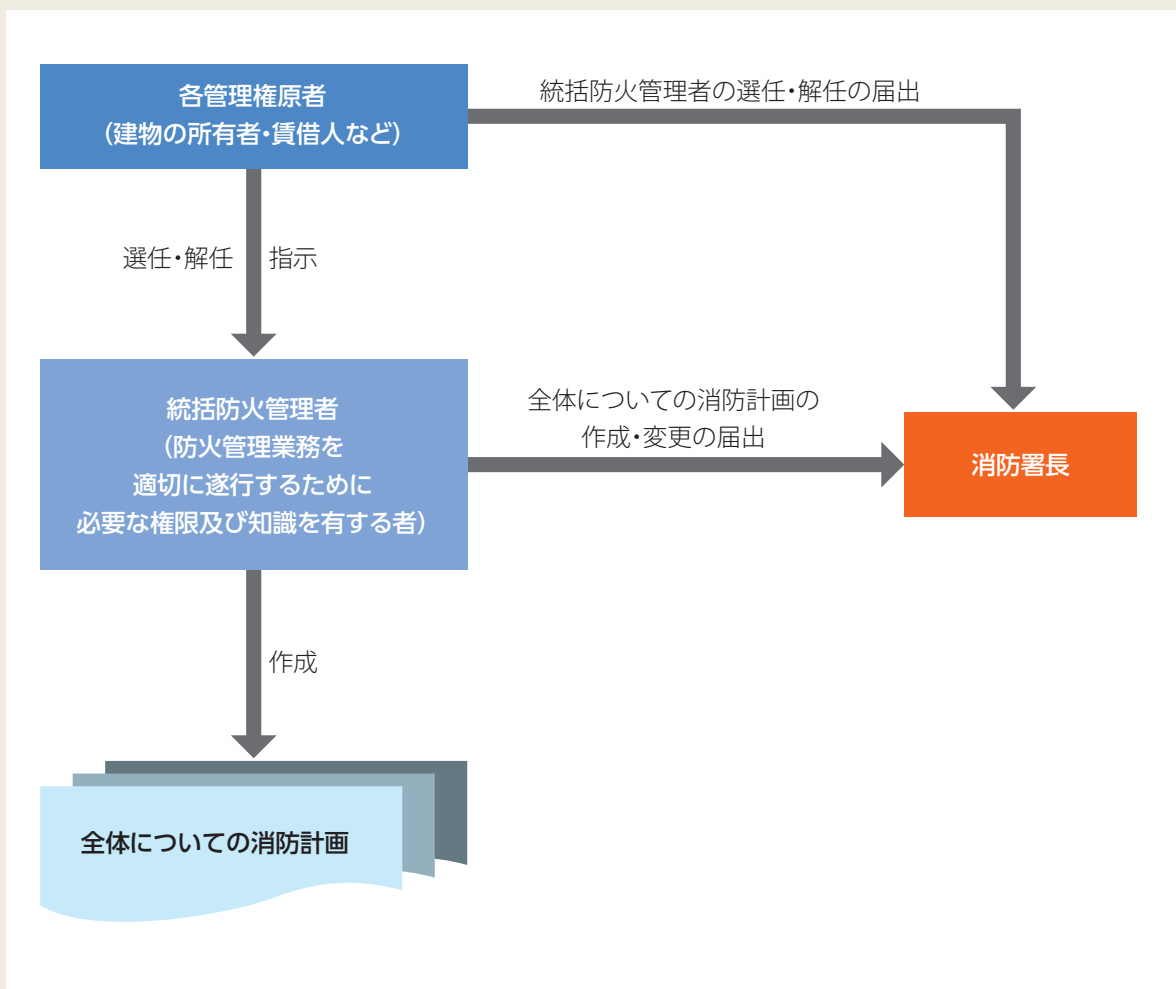 各管理権原者
（建物の所有者・賃借人など）
統括防火管理者の選任・解任の届出
選任・解任
指示
統括防火管理者
（防火管理業務を
適切に遂行するために
必要な権限及び知識を有する者）
全体についての消防計画の
作成・変更の届出
消防署長
作成
全体についての消防計画